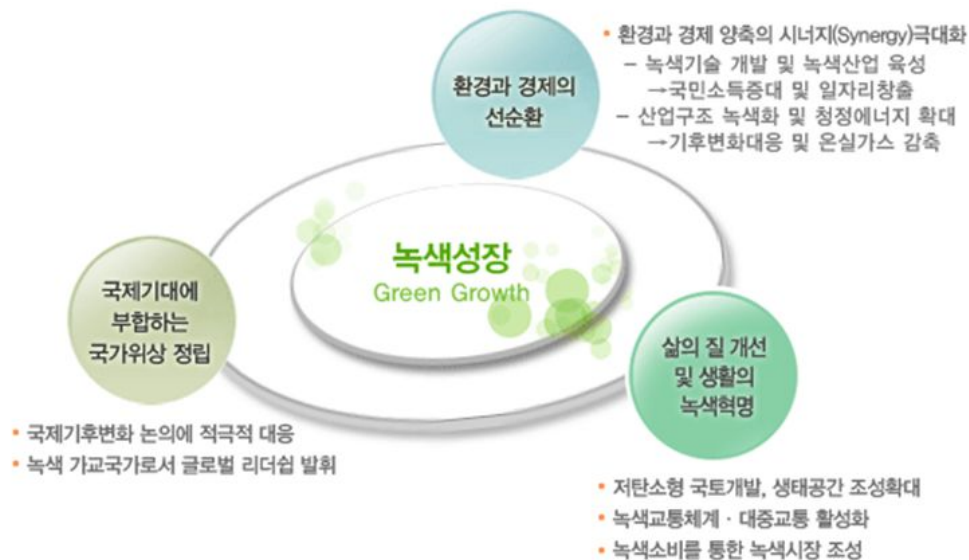 환경과 경제의
선순환
• 환경과 경제 양축의 시너지(Synergy)극대화
– 녹색기술 개발 및 녹색산업 육성
→국민소득증대 및 일자리창출
– 산업구조 녹색화 및 청정에너지 확대
→기후변화대응 및 온실가스 감축
녹색성장
Green Growth
국제기대에
부합하는
국가위상 정립
• 국제기후변화 논의에 적극적 대응
• 녹색 가교국가로서 글로벌 리더쉽 발휘
삶의 질 개선
및 생활의
녹색혁명
• 저탄소형 국토개발, 생태공간 조성확대
• 녹색교통체계 · 대중교통 활성화
• 녹색소비를 통한 녹색시장 조성